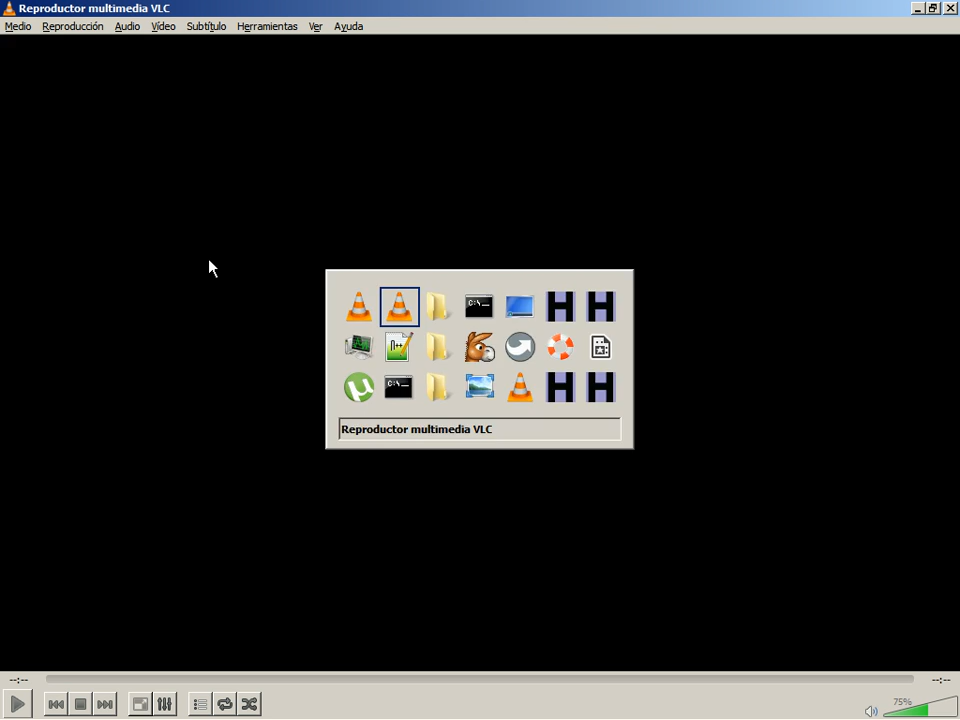 Reproductor multimedia VLC
Medio Reproducción Audio Vídeo Subtítulo Herramientas Ver Ayuda
C:\_
n++
µ C:\_
Reproductor multimedia VLC
--:-- --:--
75%